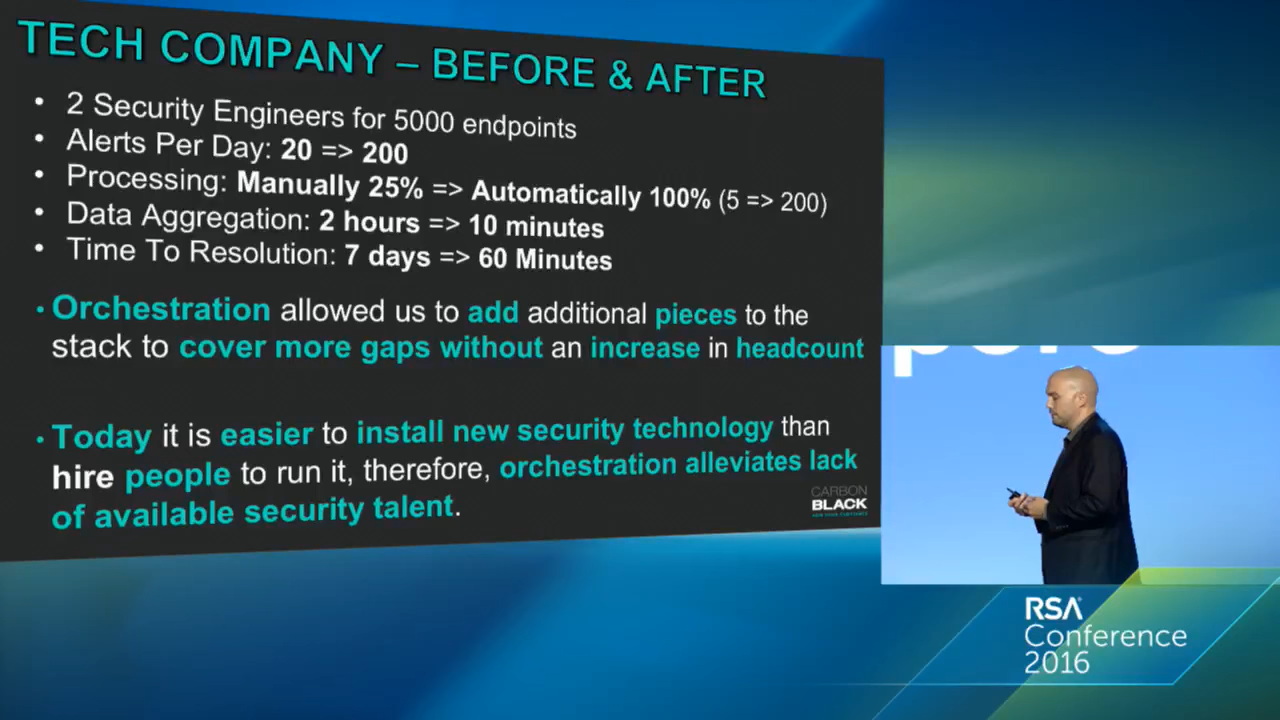 TECH COMPANY – BEFORE & AFTER
• 2 Security Engineers for 5000 endpoints
• Alerts Per Day: 20 => 200
• Processing: Manually 25% => Automatically 100% (5 => 200)
• Data Aggregation: 2 hours => 10 minutes
• Time To Resolution: 7 days => 60 Minutes
• Orchestration allowed us to add additional pieces to the
stack to cover more gaps without an increase in headcount
• Today it is easier to install new security technology than
hire people to run it, therefore, orchestration alleviates lack
of available security talent.
CARBON
BLACK
RSA
Conference
2016